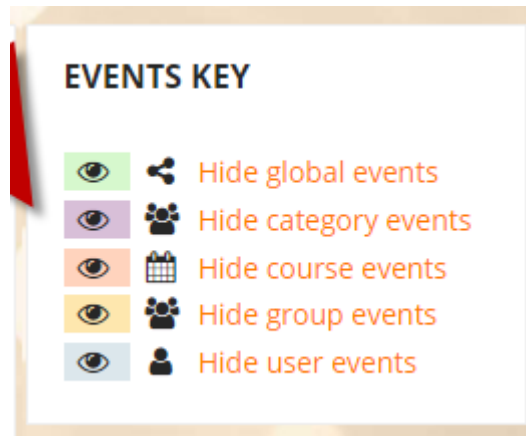 EVENTS KEY
Hide global events
Hide category events
Hide course events
Hide group events
Hide user events